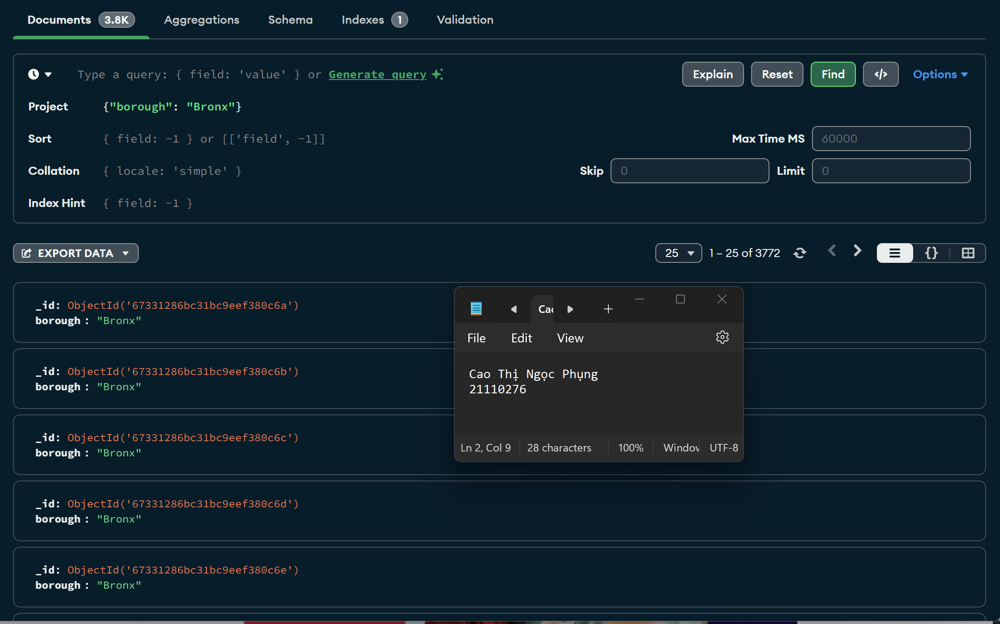 Documents 3.8K Aggregations Schema Indexes 1 Validation
Type a query: { field: 'value' } or Generate query Explain Reset Find </> Options
Project {"borough": "Bronx"}
Sort { field: -1 } or [['field', -1]] Max Time MS 60000
Collation { locale: 'simple' } Skip 0 Limit 0
Index Hint { field: -1 }
EXPORT DATA 25 1 – 25 of 3772 {}
_id: ObjectId('67331286bc31bc9eef380c6a')
borough : "Bronx"
_id: ObjectId('67331286bc31bc9eef380c6b')
borough : "Bronx"
_id: ObjectId('67331286bc31bc9eef380c6c')
borough : "Bronx"
_id: ObjectId('67331286bc31bc9eef380c6d')
borough : "Bronx"
_id: ObjectId('67331286bc31bc9eef380c6e')
borough : "Bronx"
Cao
File Edit View
Cao Thị Ngọc Phụng
21110276
Ln 2, Col 9 28 characters 100% Window UTF-8